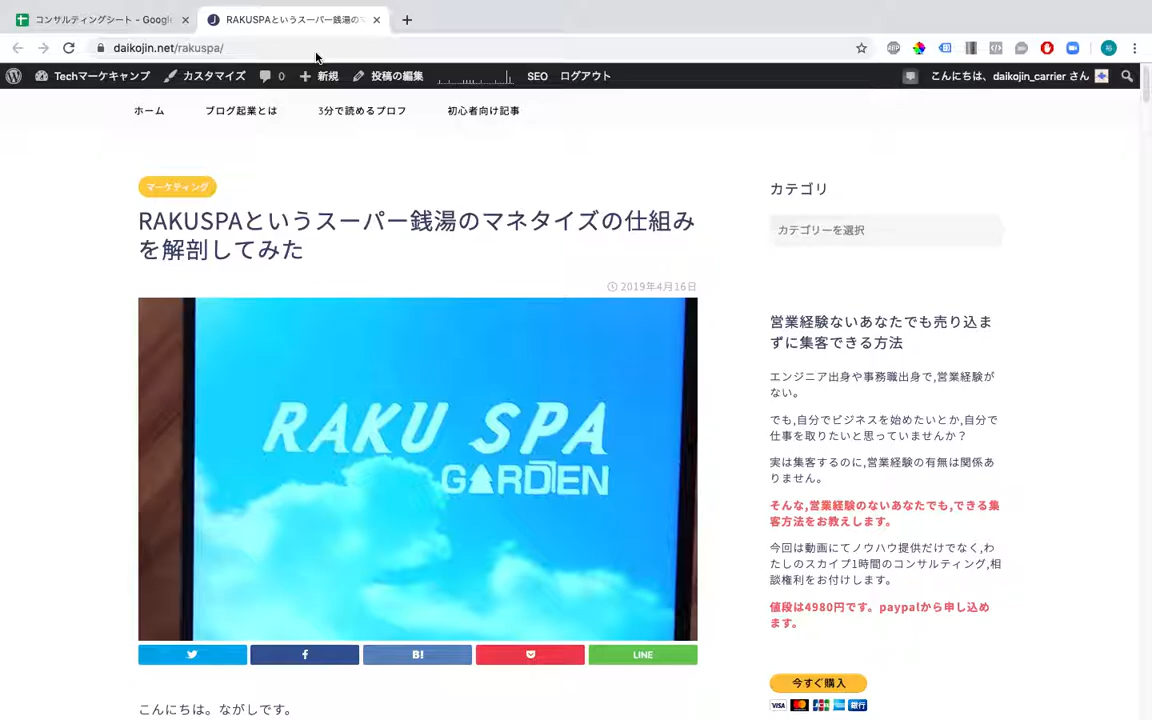 コンサルティングシート - Google
RAKUSPAというスーパー銭湯の
daikojin.net/rakuspa/
Techマーケキャンプ カスタマイズ 0 新規 投稿の編集 SEO ログアウト こんにちは、daikojin_carrier さん
ホーム ブログ起業とは 3分で読めるプロフ 初心者向け記事
マーケティング
RAKUSPAというスーパー銭湯のマネタイズの仕組み
を解剖してみた
2019年4月16日
RAKU SPA
GARDEN
B!
LINE
こんにちは。ながしです。
カテゴリ
カテゴリーを選択
営業経験ないあなたでも売り込ま
ずに集客できる方法
エンジニア出身や事務職出身で,営業経験が
ない。
でも,自分でビジネスを始めたいとか,自分で
仕事を取りたいと思っていませんか？
実は集客するのに,営業経験の有無は関係あ
りません。
そんな,営業経験のないあなたでも,できる集
客方法をお教えします。
今回は動画にてノウハウ提供だけでなく,わ
たしのスカイプ1時間のコンサルティング,相
談権利をお付けします。
値段は4980円です。paypalから申し込め
ます。
今すぐ購入
VISA JCB 銀行